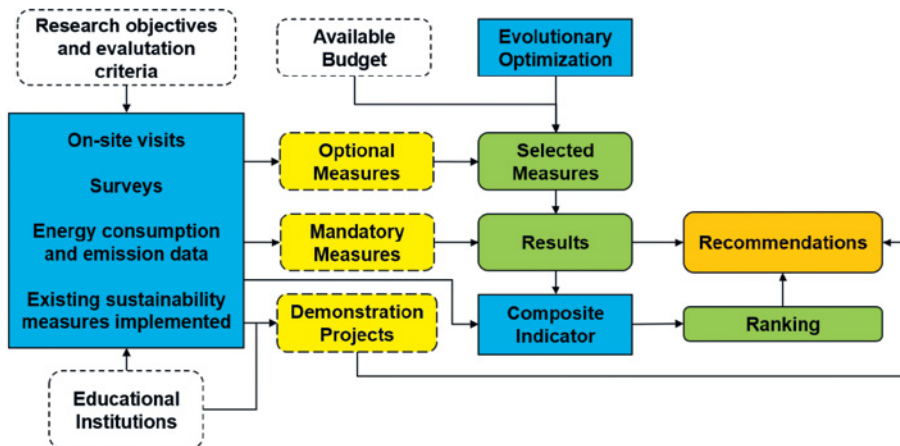 Research objectives
and evalutation
criteria
Available
Budget
Evolutionary
Optimization
On-site visits
Surveys
Energy consumption
and emission data
Existing sustainability
measures implemented
Optional
Measures
Selected
Measures
Mandatory
Measures
Results
Recommendations
Demonstration
Projects
Composite
Indicator
Ranking
Educational
Institutions